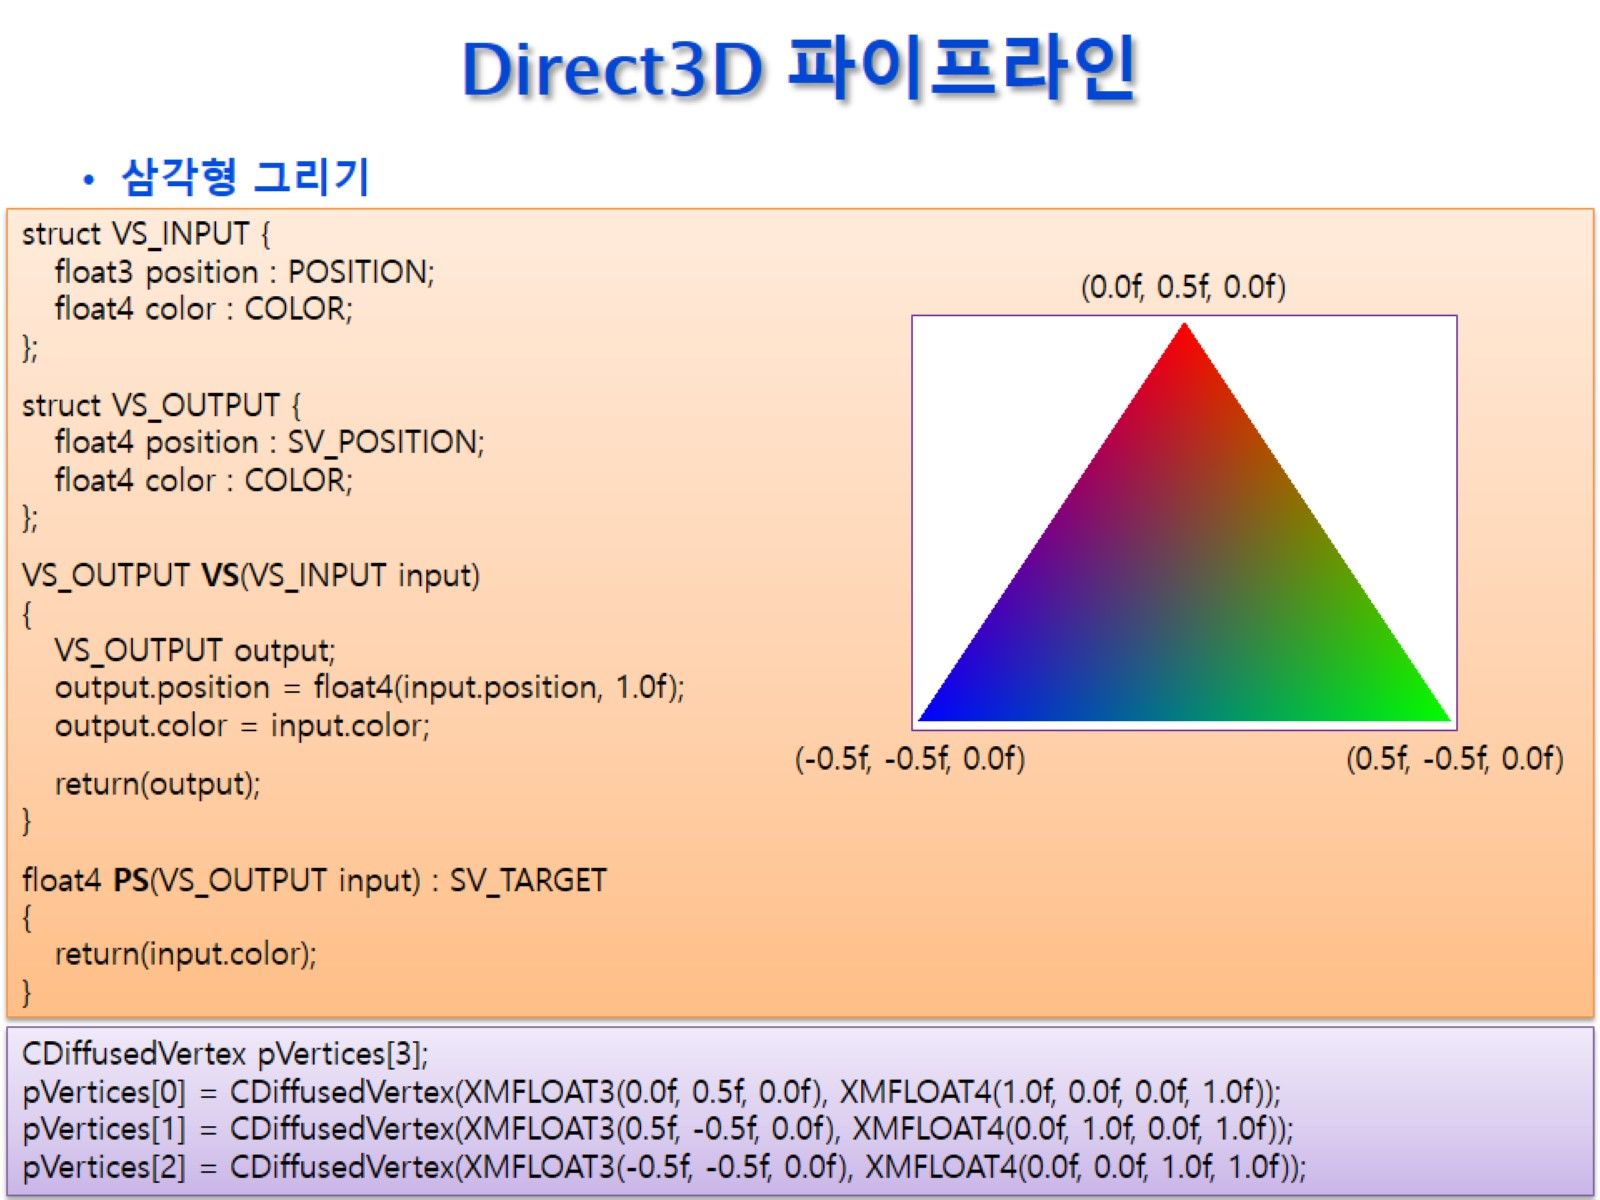 Direct3D 파이프라인
• 삼각형 그리기
struct VS_INPUT {
float3 position : POSITION;
float4 color : COLOR;
};
struct VS_OUTPUT {
float4 position : SV_POSITION;
float4 color : COLOR;
};
VS_OUTPUT VS(VS_INPUT input)
{
VS_OUTPUT output;
output.position = float4(input.position, 1.0f);
output.color = input.color;
return(output);
}
float4 PS(VS_OUTPUT input) : SV_TARGET
{
return(input.color);
}
(0.0f, 0.5f, 0.0f)
(-0.5f, -0.5f, 0.0f)
(0.5f, -0.5f, 0.0f)
CDiffusedVertex pVertices[3];
pVertices[0] = CDiffusedVertex(XMFLOAT3(0.0f, 0.5f, 0.0f), XMFLOAT4(1.0f, 0.0f, 0.0f, 1.0f));
pVertices[1] = CDiffusedVertex(XMFLOAT3(0.5f, -0.5f, 0.0f), XMFLOAT4(0.0f, 1.0f, 0.0f, 1.0f));
pVertices[2] = CDiffusedVertex(XMFLOAT3(-0.5f, -0.5f, 0.0f), XMFLOAT4(0.0f, 0.0f, 1.0f, 1.0f));